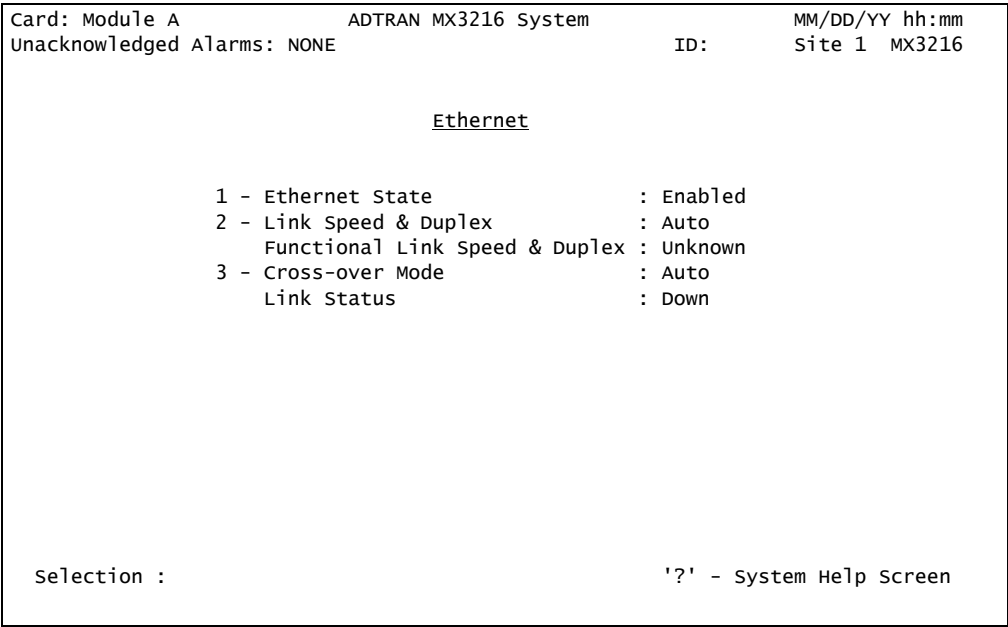 Card: Module A ADTRAN MX3216 System MM/DD/YY hh:mm
Unacknowledged Alarms: NONE ID: Site 1 MX3216
Ethernet
1 - Ethernet State : Enabled
2 - Link Speed & Duplex : Auto
Functional Link Speed & Duplex : Unknown
3 - Cross-over Mode : Auto
Link Status : Down
Selection : '?' - System Help Screen